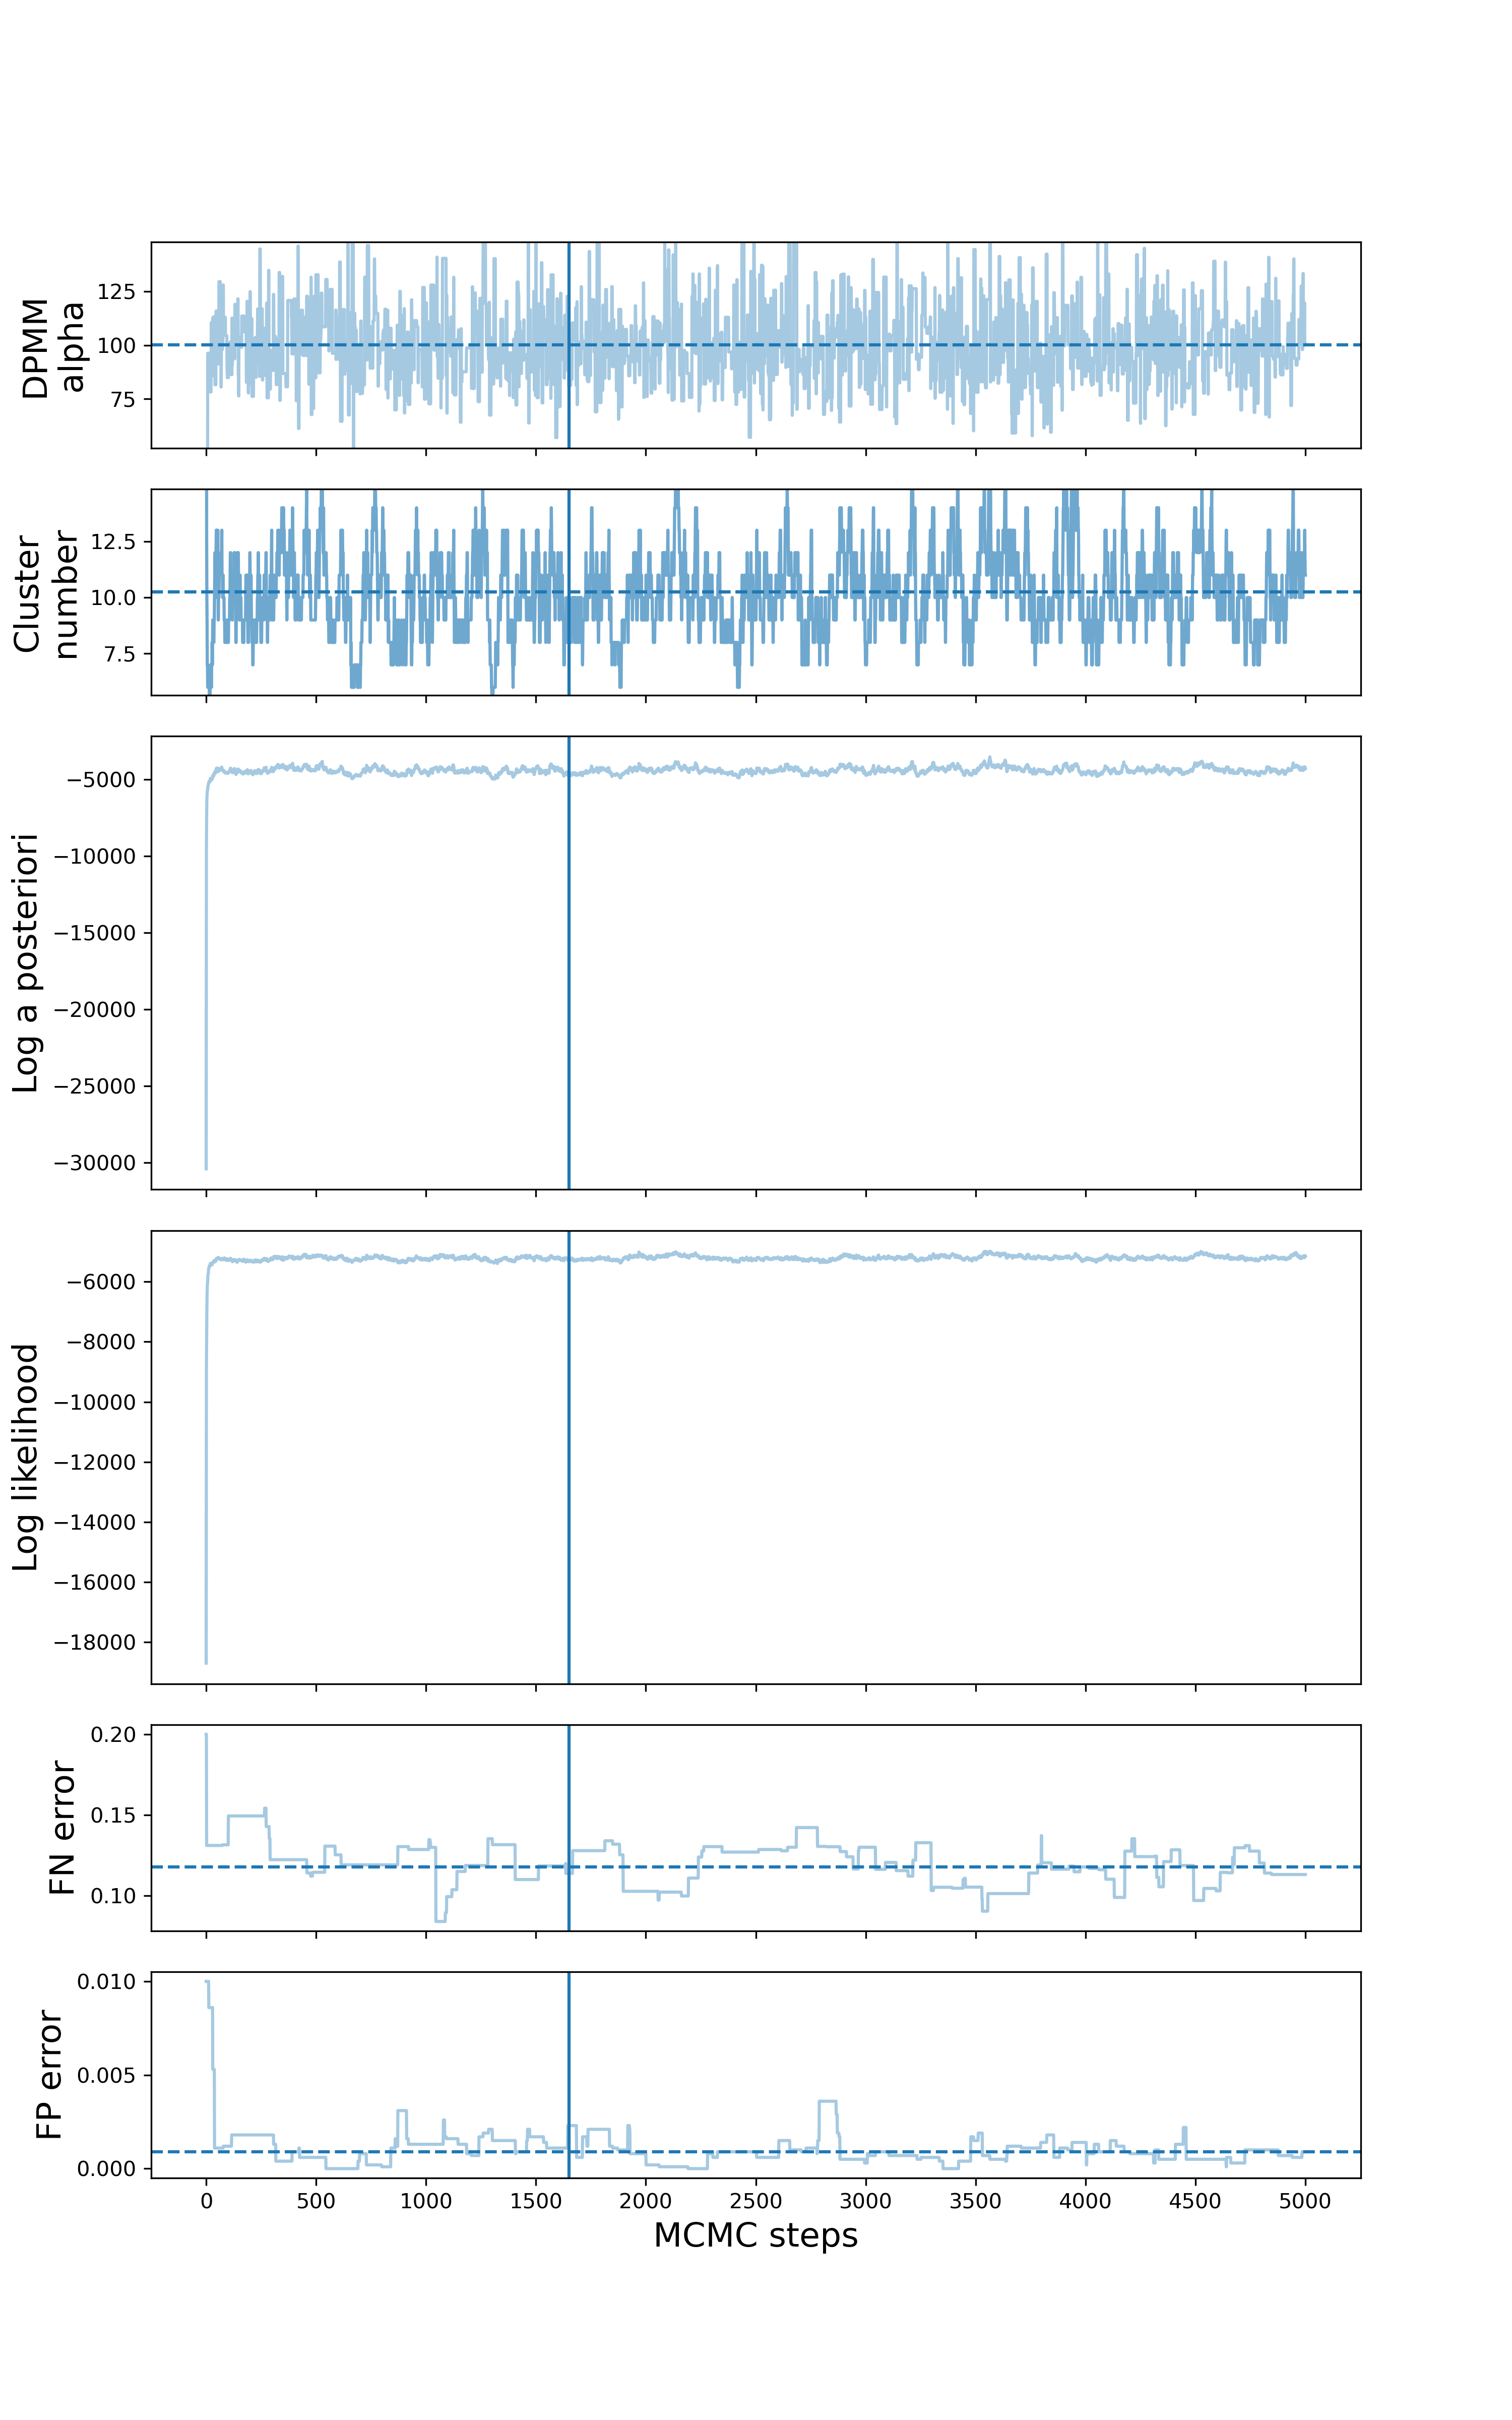 DPMM
alpha
125
100
75
Cluster
number
12.5
10.0
7.5
Log a posteriori
−5000
−10000
−15000
−20000
−25000
−30000
Log likelihood
−6000
−8000
−10000
−12000
−14000
−16000
−18000
FN error
0.20
0.15
0.10
FP error
0.010
0.005
0.000
0 500 1000 1500 2000 2500 3000 3500 4000 4500 5000
MCMC steps